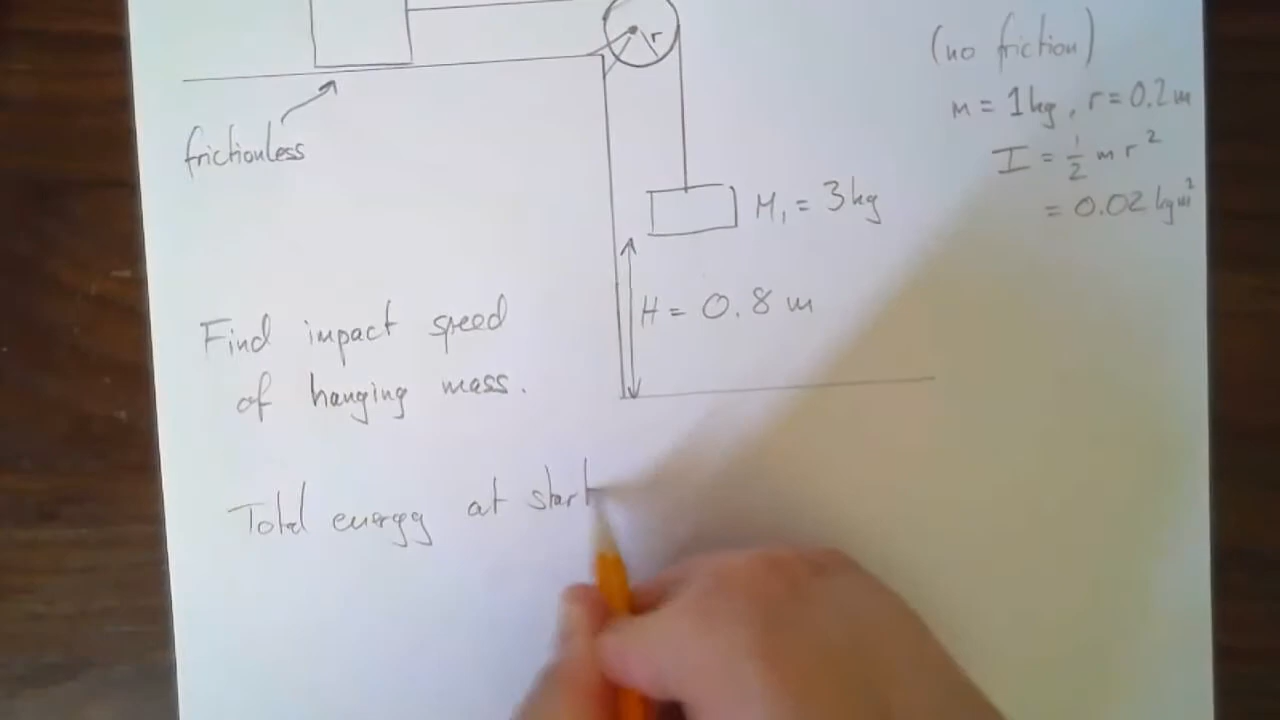 r
(no friction)
m = 1 kg, r = 0.2 m
I = 1/2 m r²
= 0.02 kg m²
frictionless
M₁ = 3 kg
H = 0.8 m
Find impact speed
of hanging mass.
Total energy at start